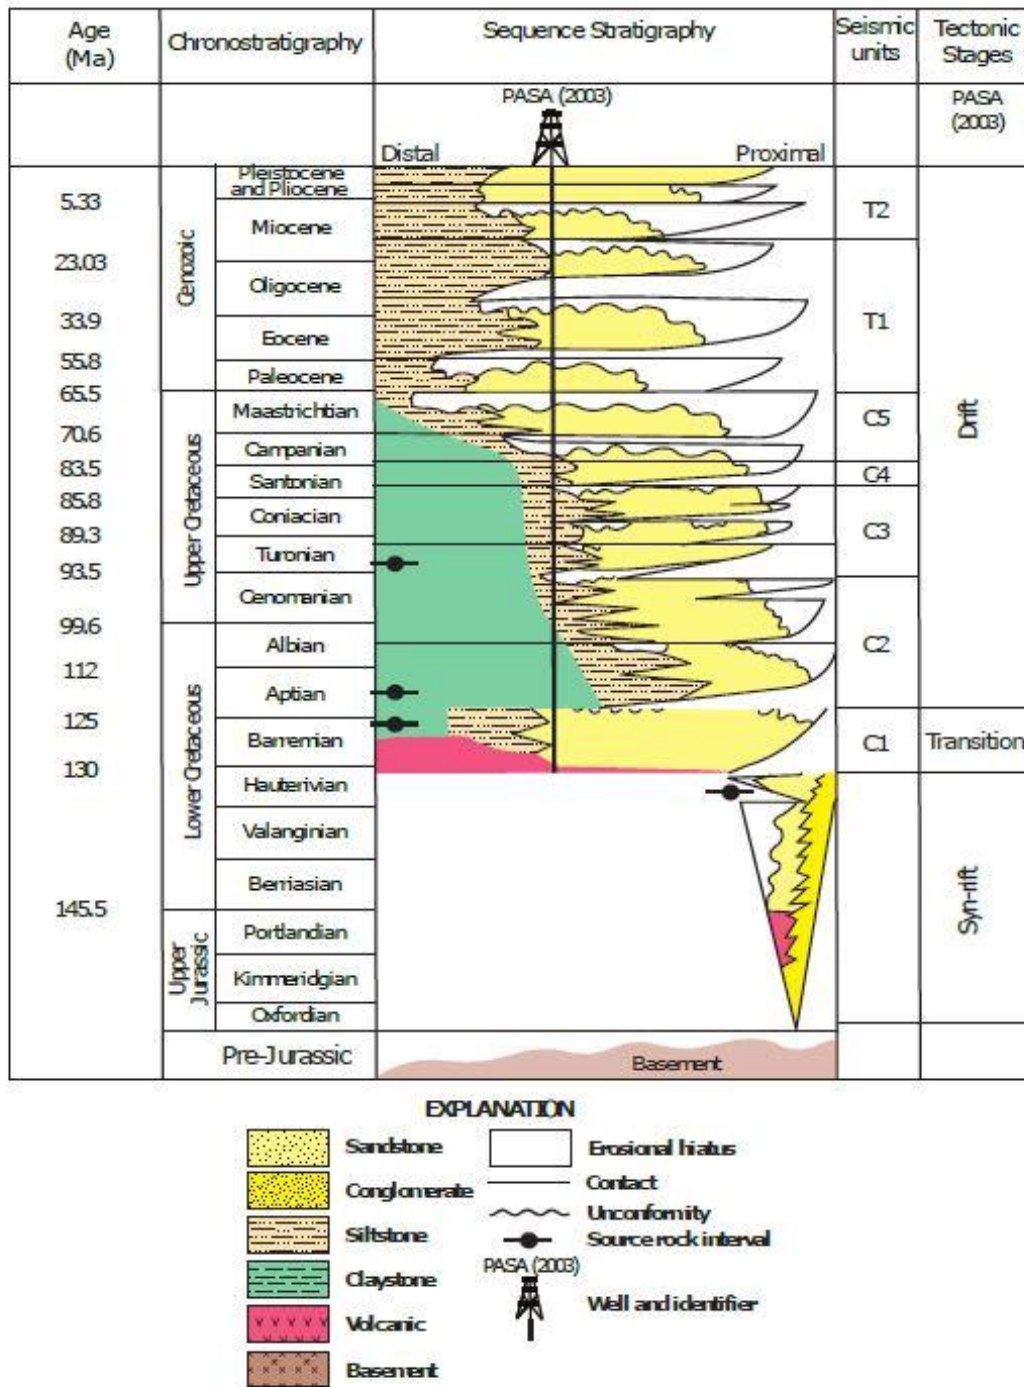 Age
(Ma)
Chronostratigraphy
Sequence Stratigraphy
Seismic
units
Tectonic
Stages
PASA (2003)
PASA
(2003)
Distal
Proximal
5.33
23.03
33.9
55.8
65.5
70.6
83.5
85.8
89.3
93.5
99.6
112
125
130
145.5
Cenozoic
Upper Cretaceous
Lower Cretaceous
Upper
Jurassic
Pleistocene
and Pliocene
Miocene
Oligocene
Eocene
Paleocene
Maastrichtian
Campanian
Santonian
Coniacian
Turonian
Cenomanian
Albian
Aptian
Barremian
Hauterivian
Valanginian
Berriasian
Portlandian
Kimmeridgian
Oxfordian
Pre-Jurassic
Basement
T2
T1
C5
C4
C3
C2
C1
Drift
Transition
Syn-rift
EXPLANATION
Sandstone
Conglomerate
Siltstone
Claystone
Volcanic
Basement
Erosional hiatus
Contact
Unconformity
Source rock interval
PASA (2003)
Well and identifier